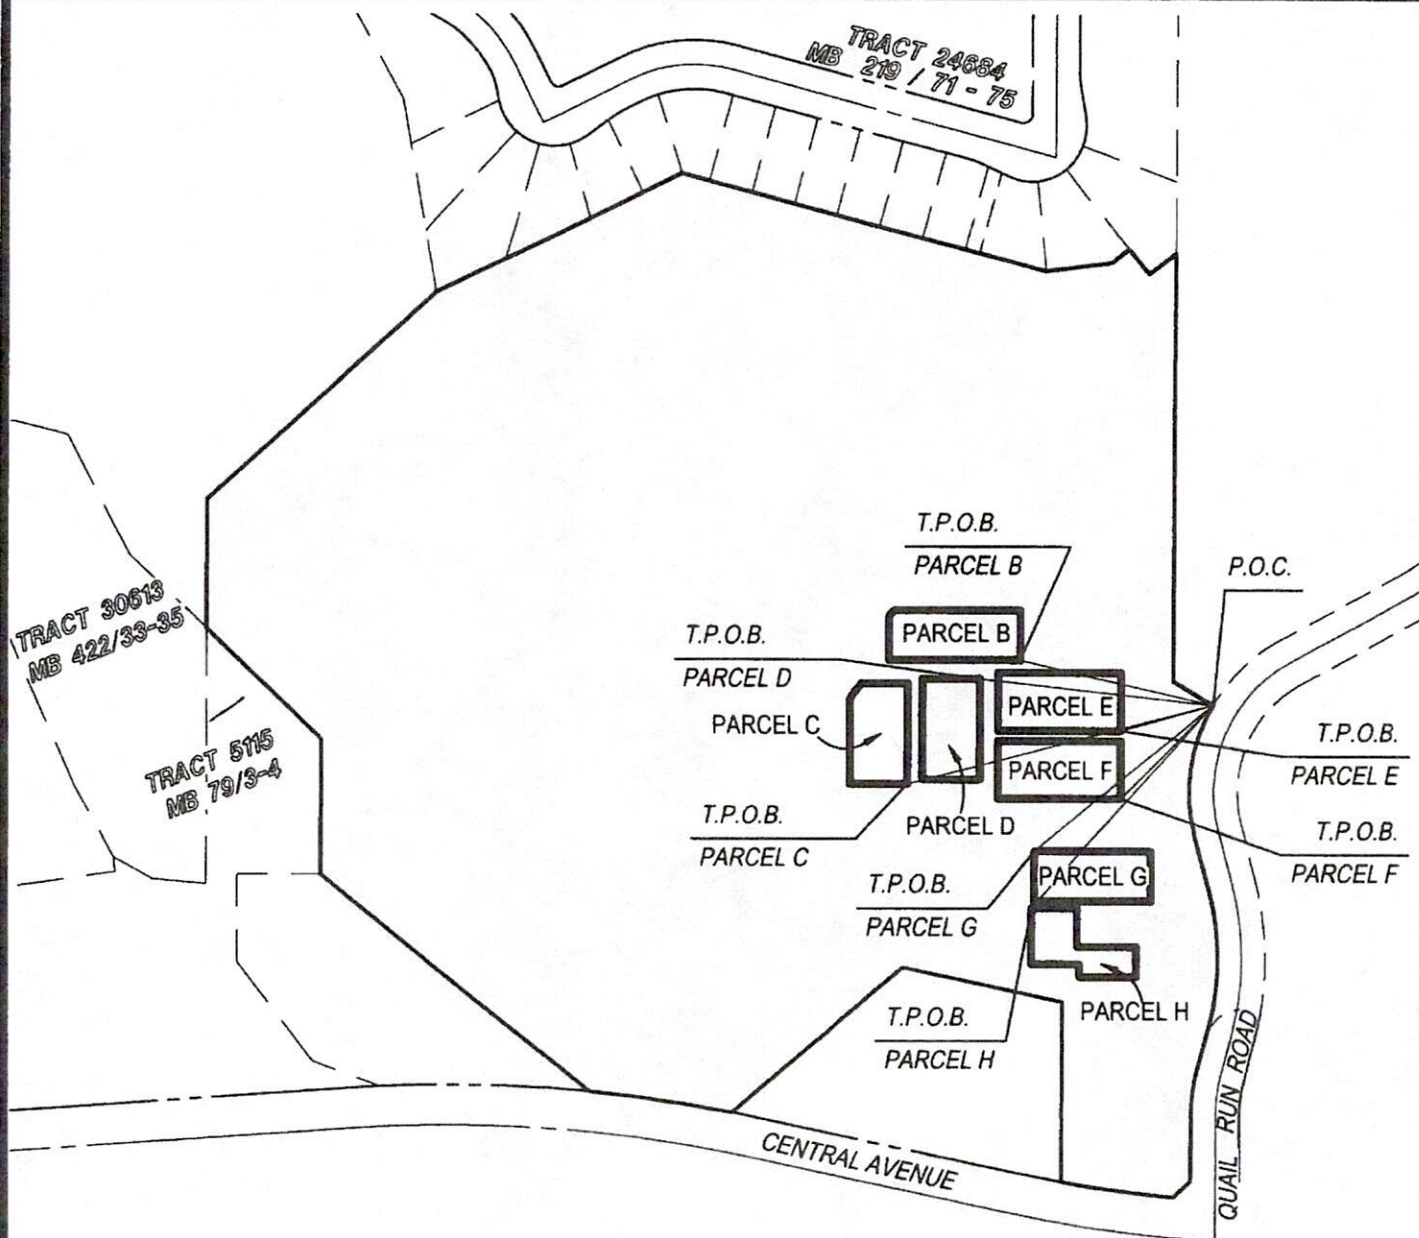 TRACT 24684
MB 219 / 71 - 75
T.P.O.B.
PARCEL B
P.O.C.
TRACT 30613
MB 422/33-35
PARCEL B
T.P.O.B.
PARCEL D
PARCEL C
PARCEL E
T.P.O.B.
PARCEL E
TRACT 5115
MB 79/3-4
PARCEL F
T.P.O.B.
PARCEL C
PARCEL D
T.P.O.B.
PARCEL F
T.P.O.B.
PARCEL G
PARCEL G
T.P.O.B.
PARCEL H
PARCEL H
QUAIL RUN ROAD
CENTRAL AVENUE